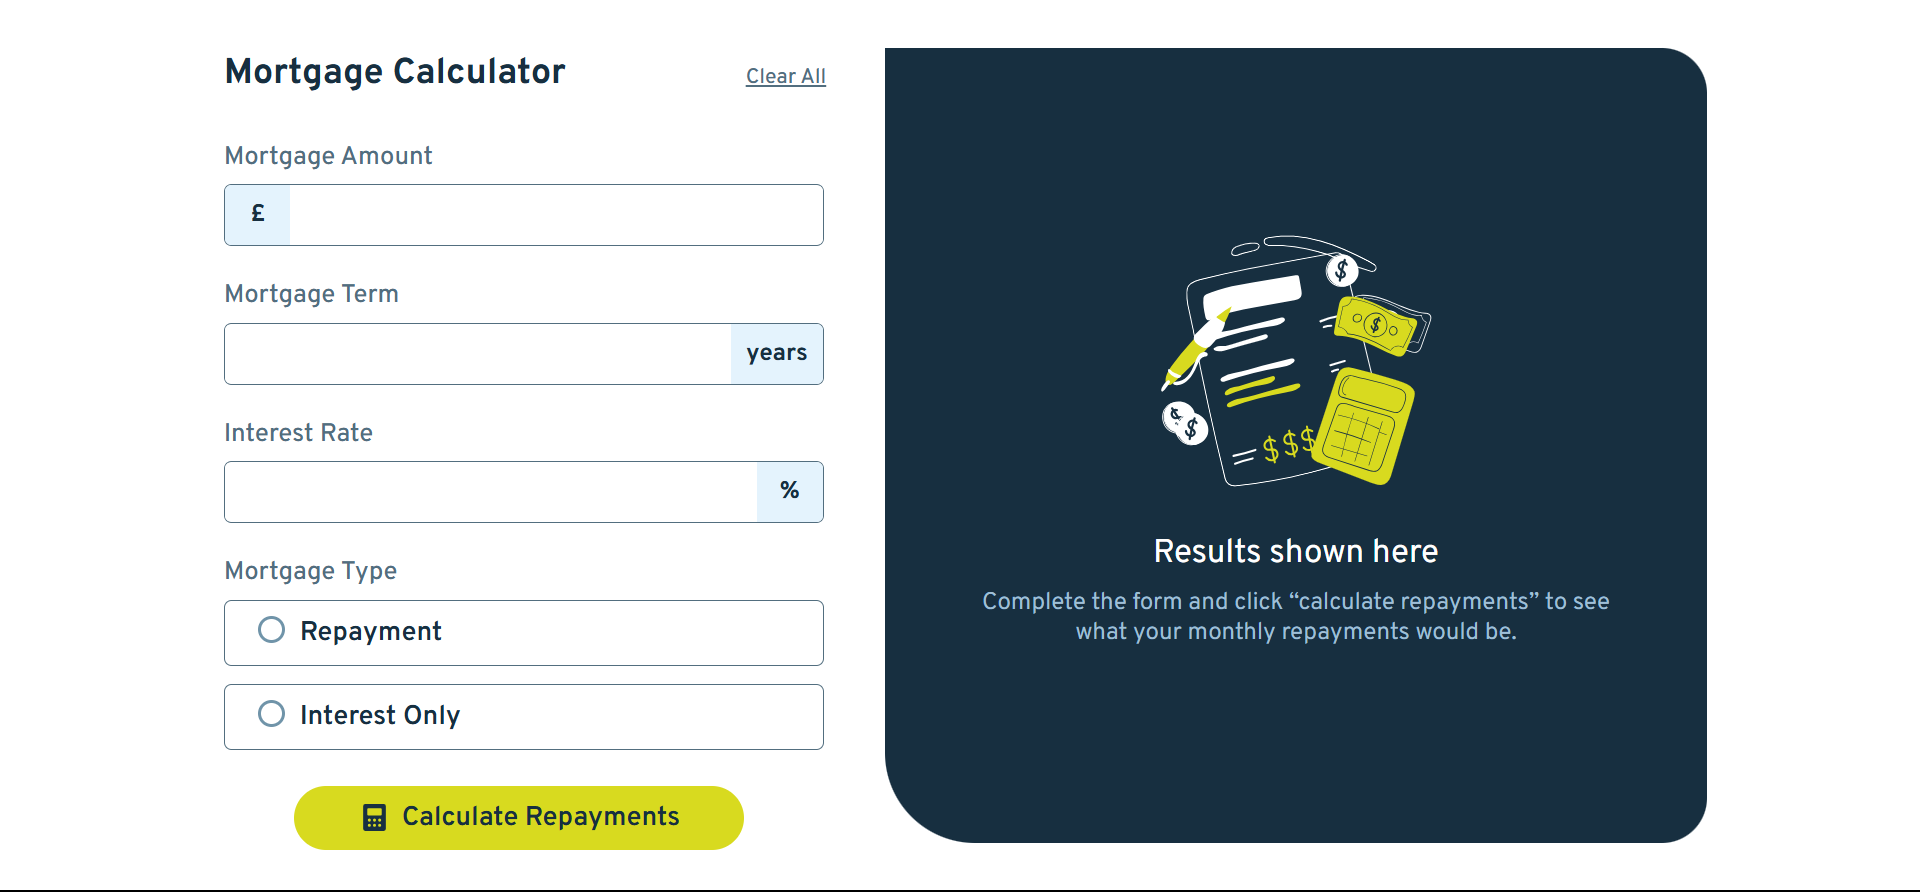 Mortgage Calculator
Clear All
Mortgage Amount
£
Mortgage Term
years
Interest Rate
%
Mortgage Type
Repayment
Interest Only
Calculate Repayments
$
$
$
$
$$$
Results shown here
Complete the form and click “calculate repayments” to see
what your monthly repayments would be.